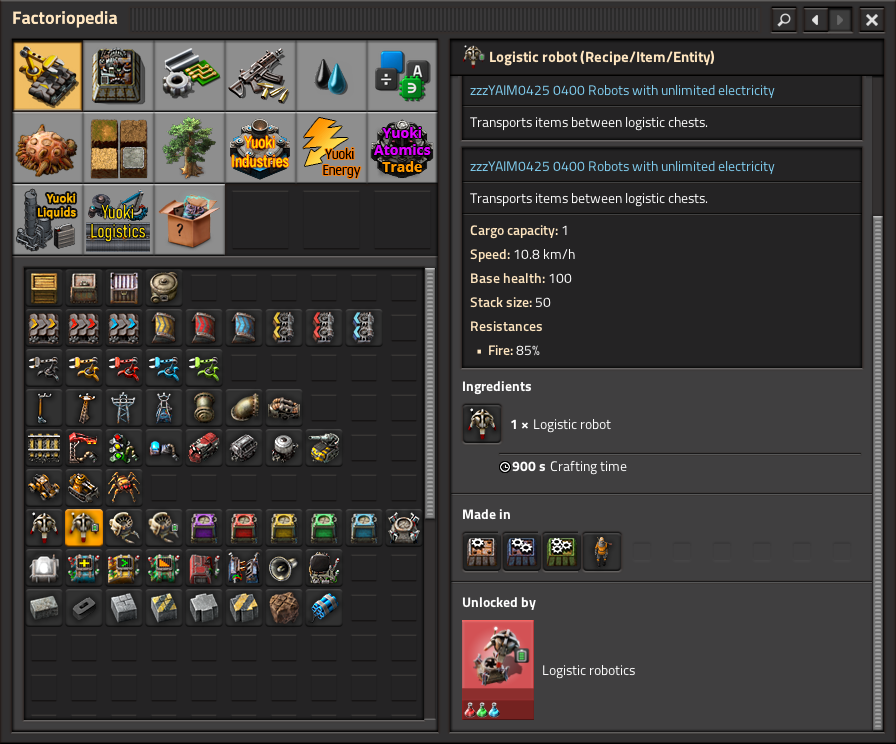 Factoriopedia
Logistic robot (Recipe/Item/Entity)
Yuoki
Industries
Yuoki
Energy
Yuoki
Atomics
Trade
Yuoki
Liquids
Yuoki
Logistics
?
zzzYAIM0425 0400 Robots with unlimited electricity
Transports items between logistic chests.
zzzYAIM0425 0400 Robots with unlimited electricity
Transports items between logistic chests.
Cargo capacity: 1
Speed: 10.8 km/h
Base health: 100
Stack size: 50
Resistances
▪ Fire: 85%
Ingredients
1 × Logistic robot
900 s Crafting time
Made in
Unlocked by
Logistic robotics